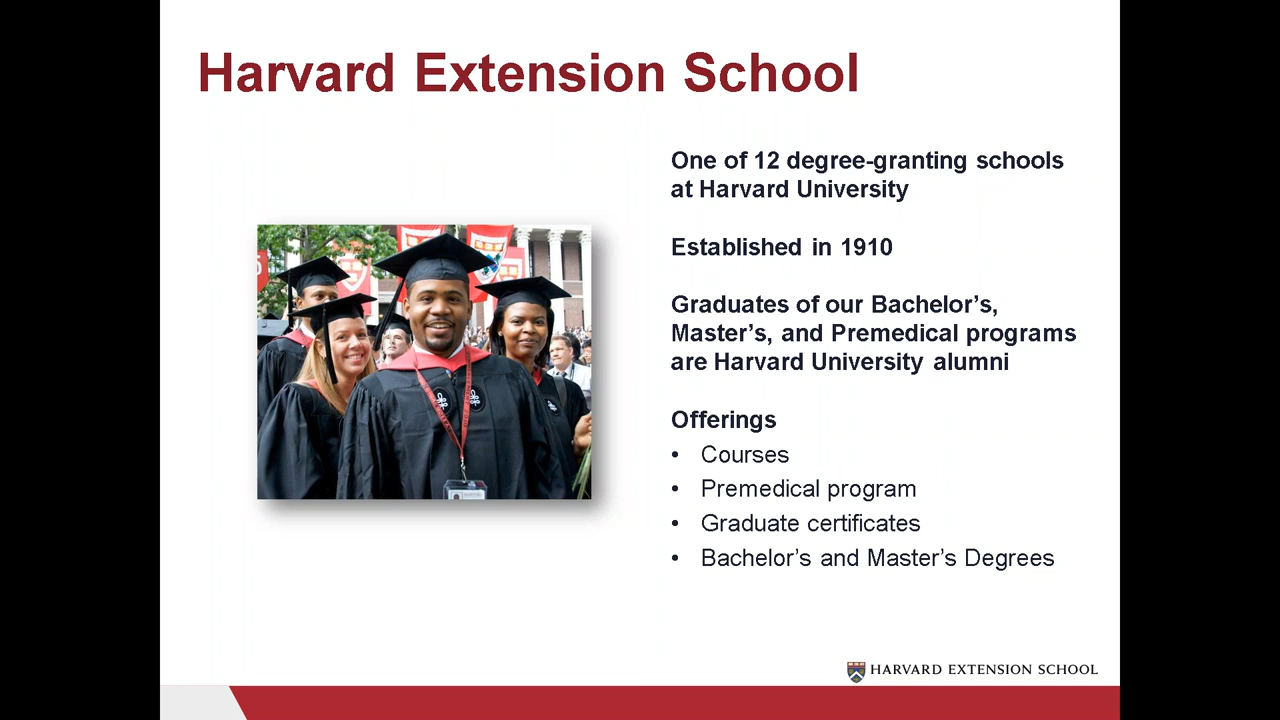 Harvard Extension School
One of 12 degree-granting schools
at Harvard University
Established in 1910
Graduates of our Bachelor’s,
Master’s, and Premedical programs
are Harvard University alumni
Offerings
• Courses
• Premedical program
• Graduate certificates
• Bachelor’s and Master’s Degrees
HARVARD EXTENSION SCHOOL